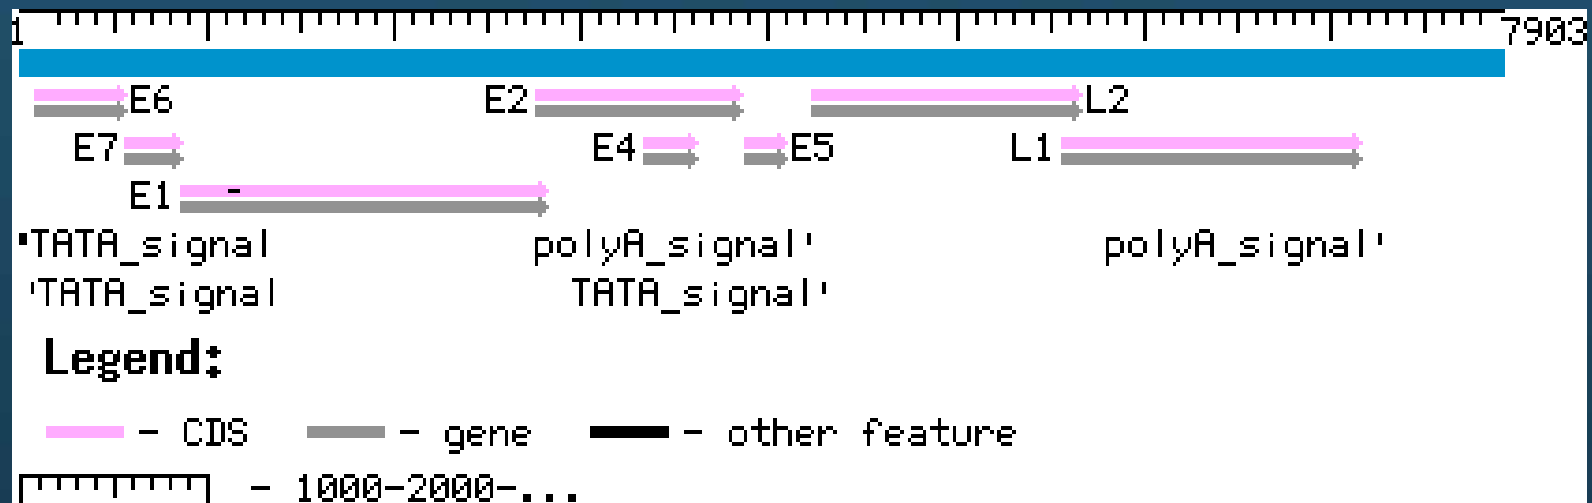 1 7903
E6 E2 L2
E7 E4 E5 L1
E1
TATA_signal polyA_signal polyA_signal
TATA_signal TATA_signal
Legend:
- CDS - gene - other feature
- 1000-2000-...